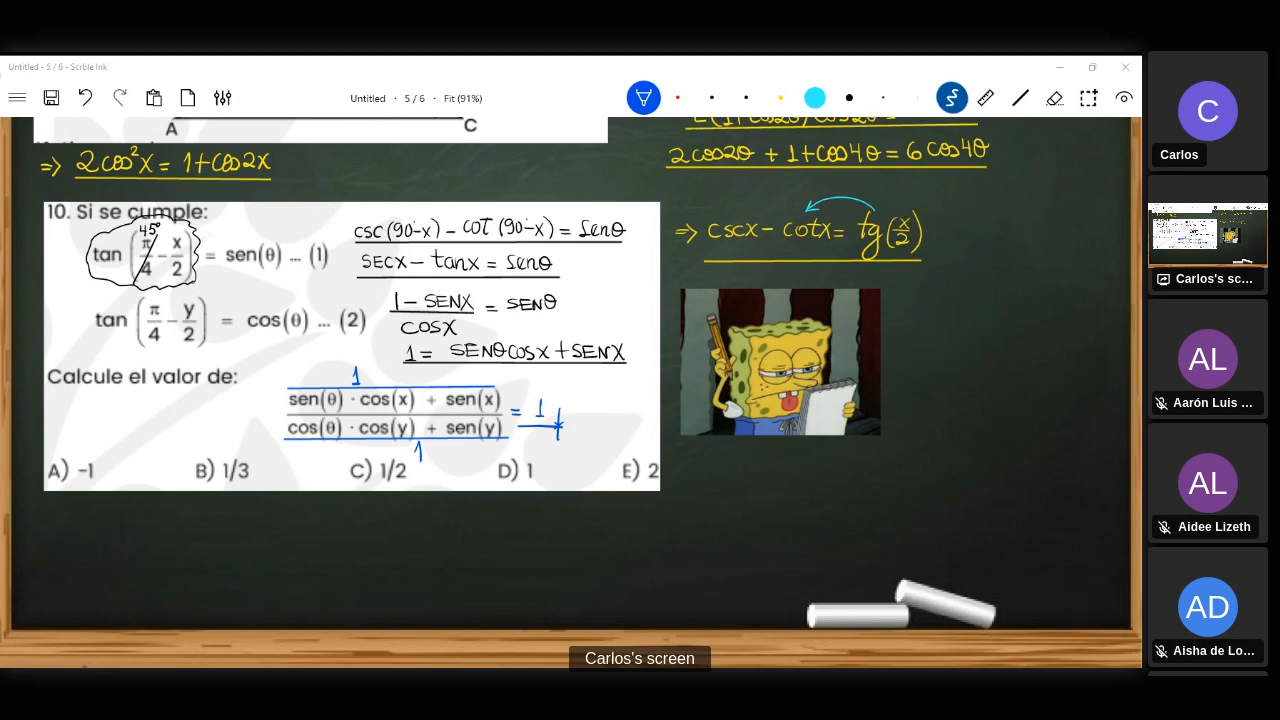 Untitled - 5 / 6 - Scrble Ink
Untitled · 5 / 6 · Fit (91%)
A C
=> 2cos²x = 1+cos2x
2cos2θ + 1+cos4θ = 6cos4θ
10. Si se cumple:
45°
tan (π/4 - x/2) = sen(θ) ... (1)
tan (π/4 - y/2) = cos(θ) ... (2)
csc(90-x) - cot(90-x) = senθ
secx - tanx = senθ
1 - senx / cosx = senθ
1 = senθcosx + senx
Calcule el valor de:
1
sen(θ) · cos(x) + sen(x)
cos(θ) · cos(y) + sen(y)
= 1
1
A) -1 B) 1/3 C) 1/2 D) 1 E) 2
=> cscx - cotx = tg(x/2)
Carlos's screen
C
Carlos
Carlos's sc...
AL
Aarón Luis ...
AL
Aidee Lizeth
AD
Aisha de Lo...